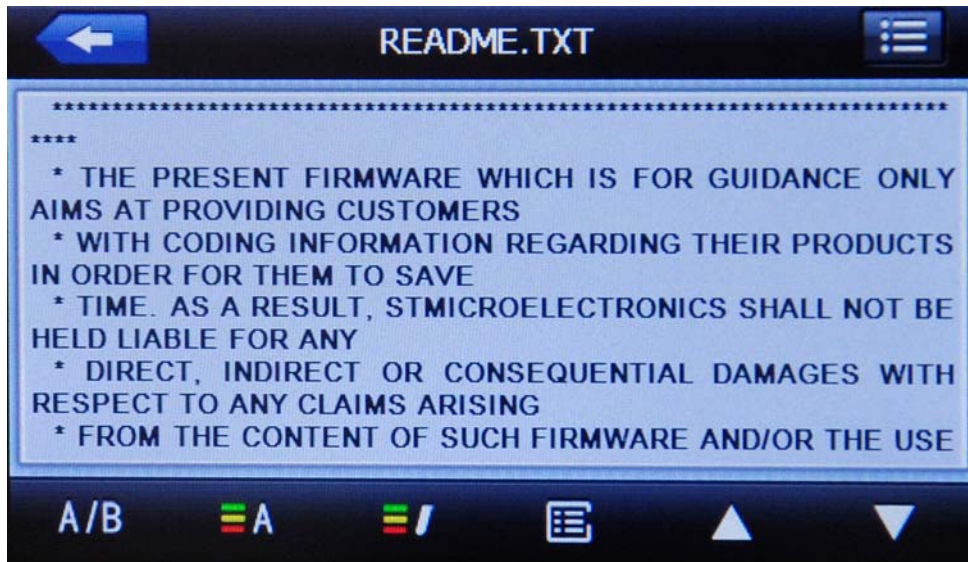 README.TXT
***************************************************************************
****
* THE PRESENT FIRMWARE WHICH IS FOR GUIDANCE ONLY
AIMS AT PROVIDING CUSTOMERS
* WITH CODING INFORMATION REGARDING THEIR PRODUCTS
IN ORDER FOR THEM TO SAVE
* TIME. AS A RESULT, STMICROELECTRONICS SHALL NOT BE
HELD LIABLE FOR ANY
* DIRECT, INDIRECT OR CONSEQUENTIAL DAMAGES WITH
RESPECT TO ANY CLAIMS ARISING
* FROM THE CONTENT OF SUCH FIRMWARE AND/OR THE USE
A/B A